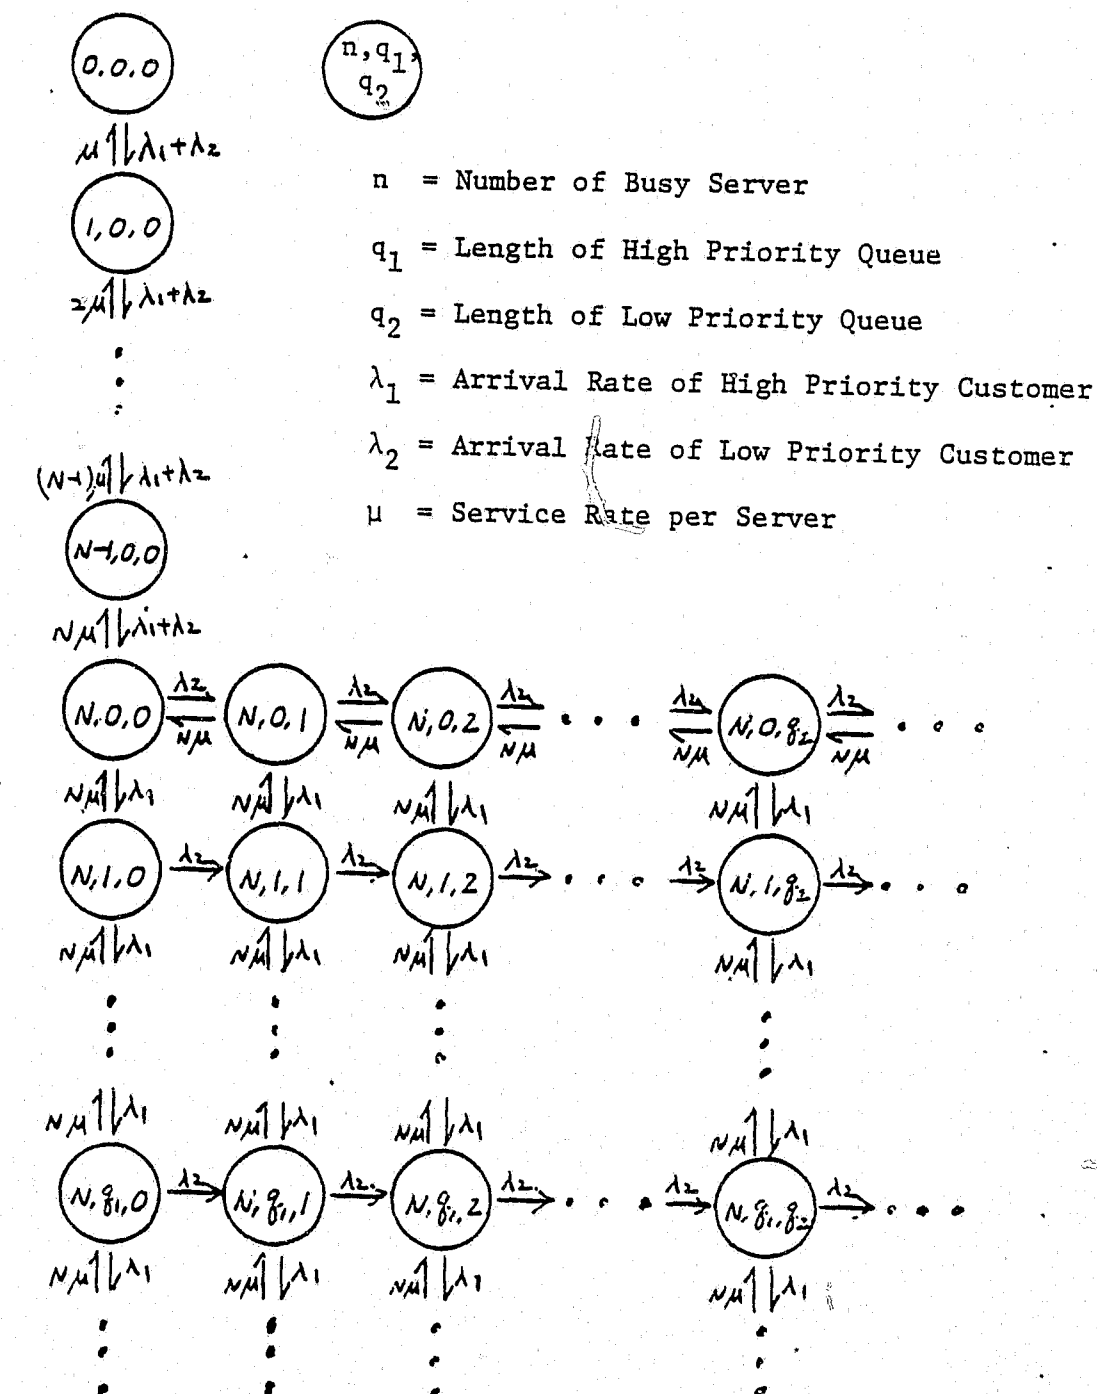 0,0,0
n,q₁,
q₂
μ λ₁+λ₂
n = Number of Busy Server
1,0,0
q₁ = Length of High Priority Queue
2μ λ₁+λ₂
q₂ = Length of Low Priority Queue
λ₁ = Arrival Rate of High Priority Customer
λ₂ = Arrival Rate of Low Priority Customer
(N-1)μ λ₁+λ₂
μ = Service Rate per Server
N-1,0,0
Nμ λ₁+λ₂
λ₂ λ₂ λ₂ λ₂ λ₂
N,0,0 N,0,1 N,0,2 . . . N,0,q₂ . . .
Nμ Nμ Nμ Nμ Nμ
Nμ λ₁ Nμ λ₁ Nμ λ₁ Nμ λ₁
λ₂ λ₂ λ₂ λ₂ λ₂
N,1,0 N,1,1 N,1,2 . . . N,1,q₂ . . .
Nμ λ₁ Nμ λ₁ Nμ λ₁ Nμ λ₁
Nμ λ₁ Nμ λ₁ Nμ λ₁ Nμ λ₁
λ₂ λ₂ λ₂ λ₂ λ₂
N,q₁,0 N,q₁,1 N,q₁,2 . . . N,q₁,q₂ . . .
Nμ λ₁ Nμ λ₁ Nμ λ₁ Nμ λ₁